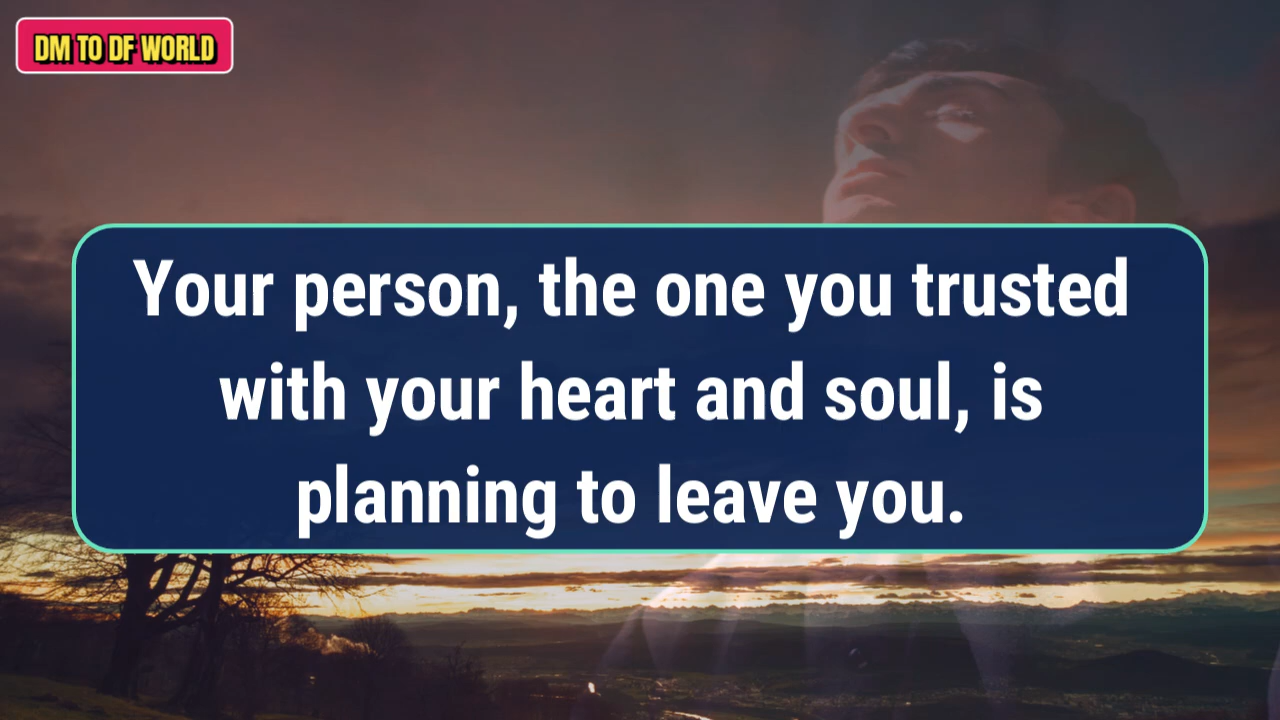 DM TO DF WORLD
Your person, the one you trusted
with your heart and soul, is
planning to leave you.